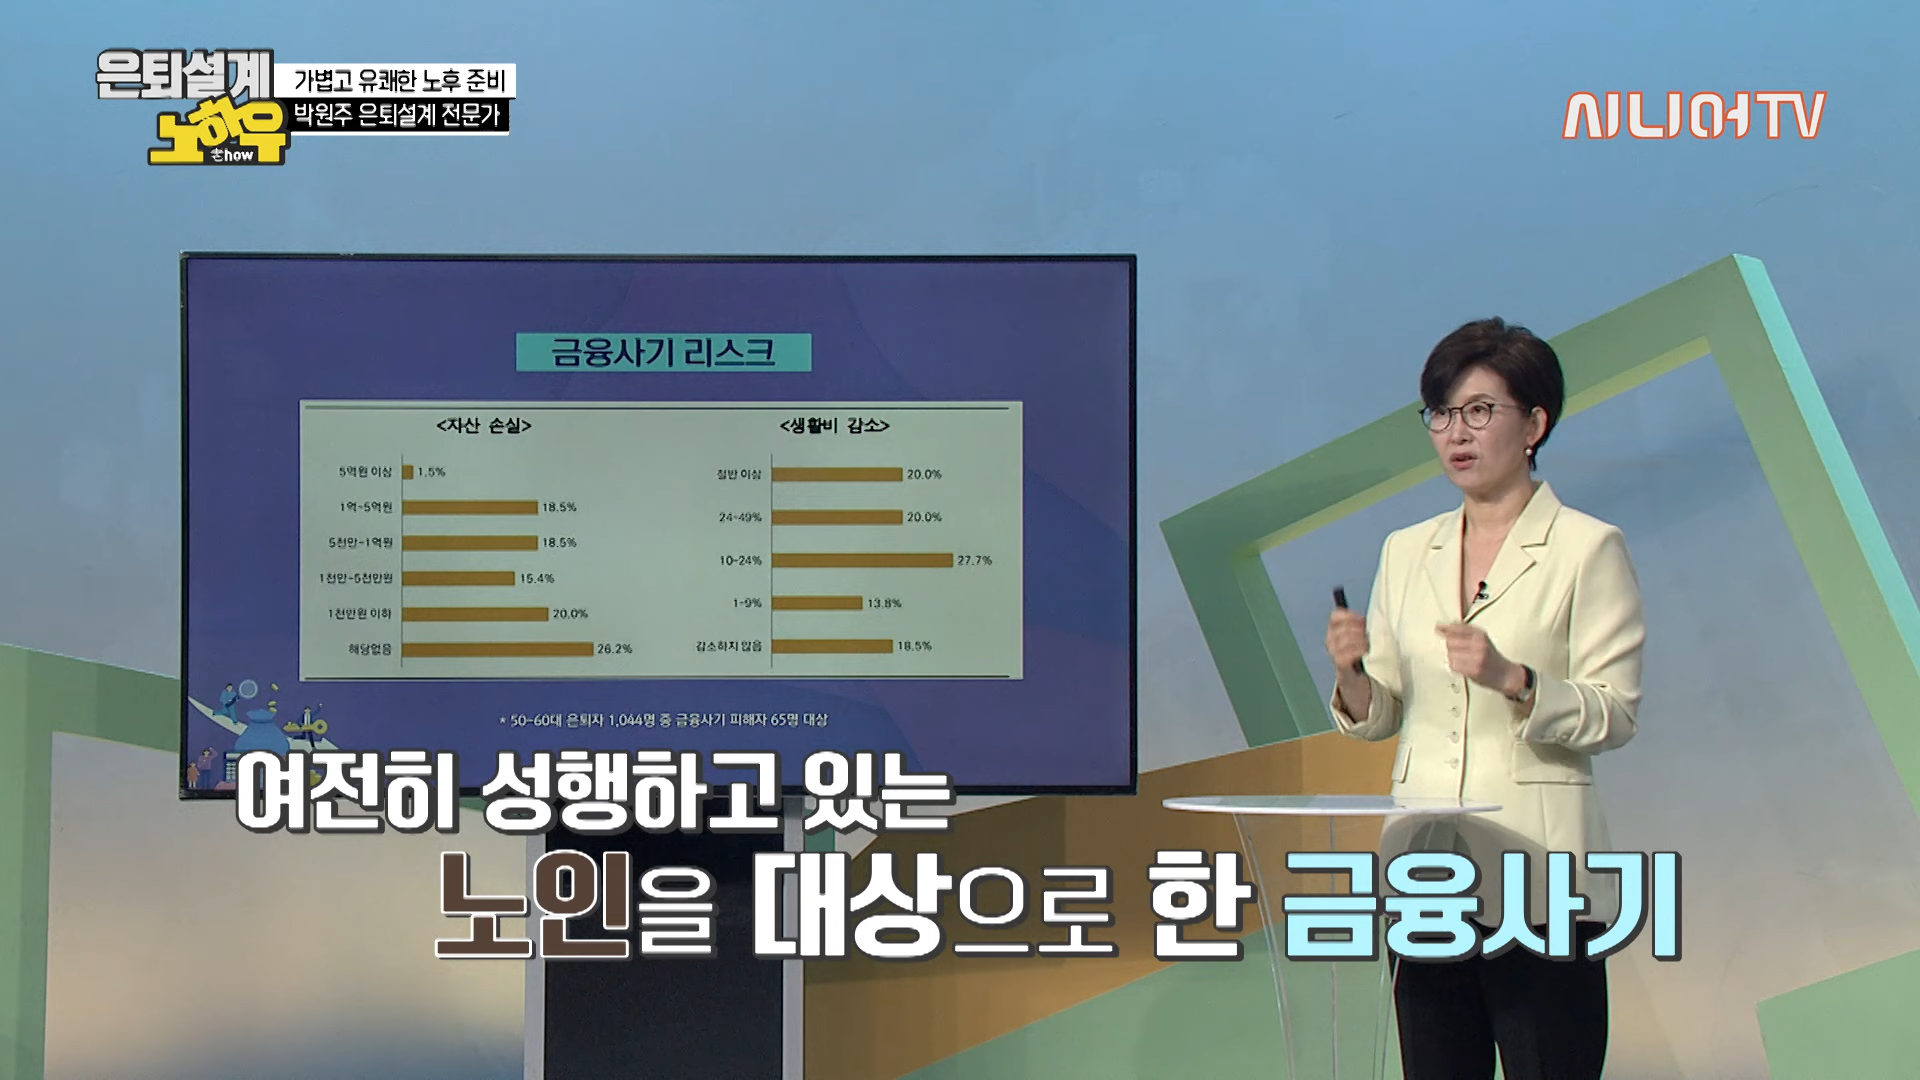 은퇴설계
노하우
老how
가볍고 유쾌한 노후 준비
박원주 은퇴설계 전문가
시니어TV
금융사기 리스크
<자산 손실>
5억원 이상 1.5%
1억-5억원 18.5%
5천만-1억원 18.5%
1천만-5천만원 15.4%
1천만원 이하 20.0%
해당없음 26.2%
<생활비 감소>
절반 이상 20.0%
24-49% 20.0%
10-24% 27.7%
1-9% 13.8%
감소하지 않음 18.5%
* 50-60대 은퇴자 1,044명 중 금융사기 피해자 65명 대상
여전히 성행하고 있는
노인을 대상으로 한 금융사기